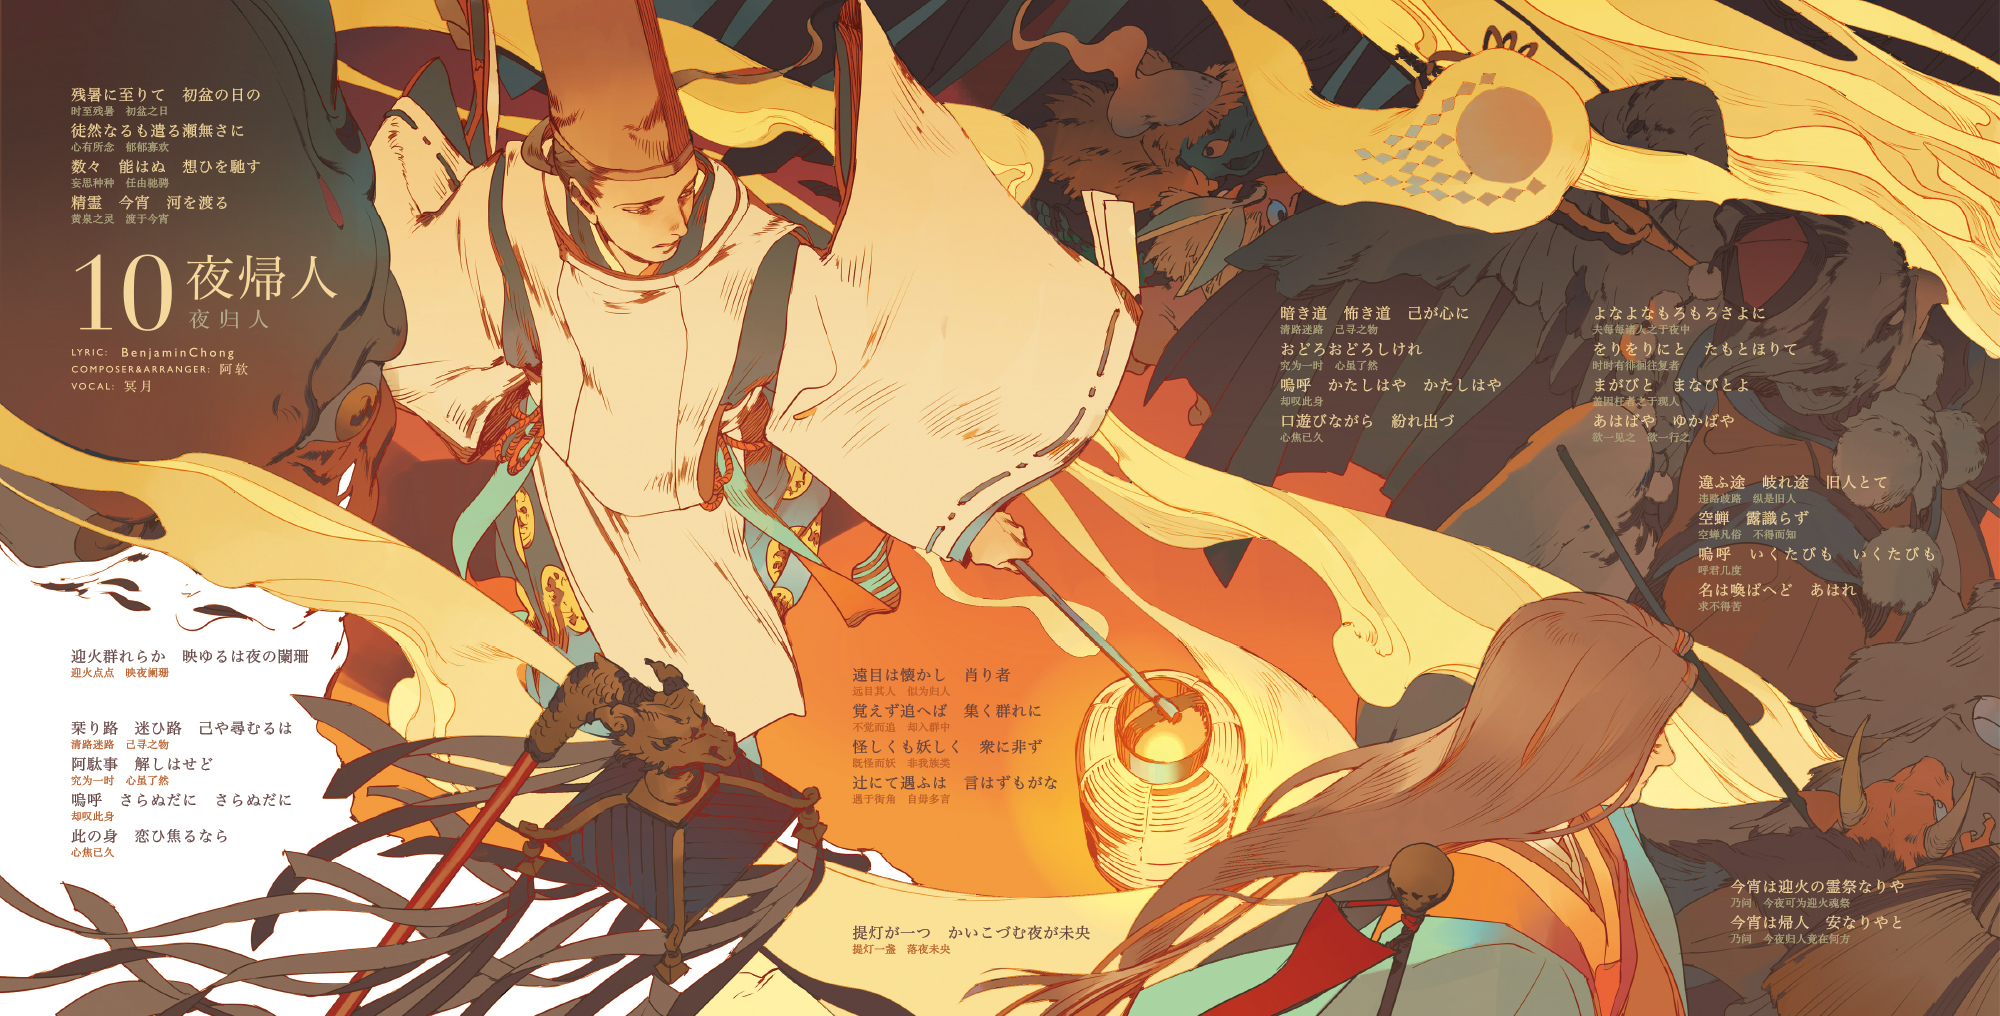 残暑に至りて　初盆の日の
时至残暑　初盆之日
徒然なるも遣る瀬無さに
心有所念　郁郁寡欢
数々　能はぬ　想ひを馳す
妄思种种　任由驰骋
精霊　今宵　河を渡る
黄泉之灵　渡于今宵
10 夜帰人
夜归人
LYRIC: BenjaminChong
COMPOSER&ARRANGER: 阿软
VOCAL: 冥月
迎火群れらか　映ゆるは夜の闌珊
迎火点点　映夜阑珊
栞り路　迷ひ路　己や尋むるは
清路迷路　己寻之物
阿駄事　解しはせど
究为一时　心虽了然
嗚呼　さらぬだに　さらぬだに
却叹此身
此の身　恋ひ焦るなら
心焦已久
遠目は懐かし　肖り者
远目其人　似为归人
覚えず追へば　集く群れに
不觉而追　却入群中
怪しくも妖しく　衆に非ず
既怪而妖　非我族类
辻にて遇ふは　言はずもがな
遇于街角　自毋多言
提灯が一つ　かいこづむ夜が未央
提灯一盏　落夜未央
暗き道　怖き道　己が心に
清路迷路　己寻之物
おどろおどろしけれ
究为一时　心虽了然
嗚呼　かたしはや　かたしはや
却叹此身
口遊びながら　紛れ出づ
心焦已久
よなよなもろもろさよに
夫每每诸人之于夜中
をりをりにと　たもとほりて
时时有徘徊往复者
まがびと　まなびとよ
盖因枉者之于现人
あはばや　ゆかばや
欲一见之　欲一行之
違ふ途　岐れ途　旧人とて
违路歧路　纵是旧人
空蝉　露識らず
空蝉凡俗　不得而知
嗚呼　いくたびも　いくたびも
呼君几度
名は喚ばへど　あはれ
求不得苦
今宵は迎火の霊祭なりや
乃问　今夜可为迎火魂祭
今宵は帰人　安なりやと
乃问　今夜归人竟在何方